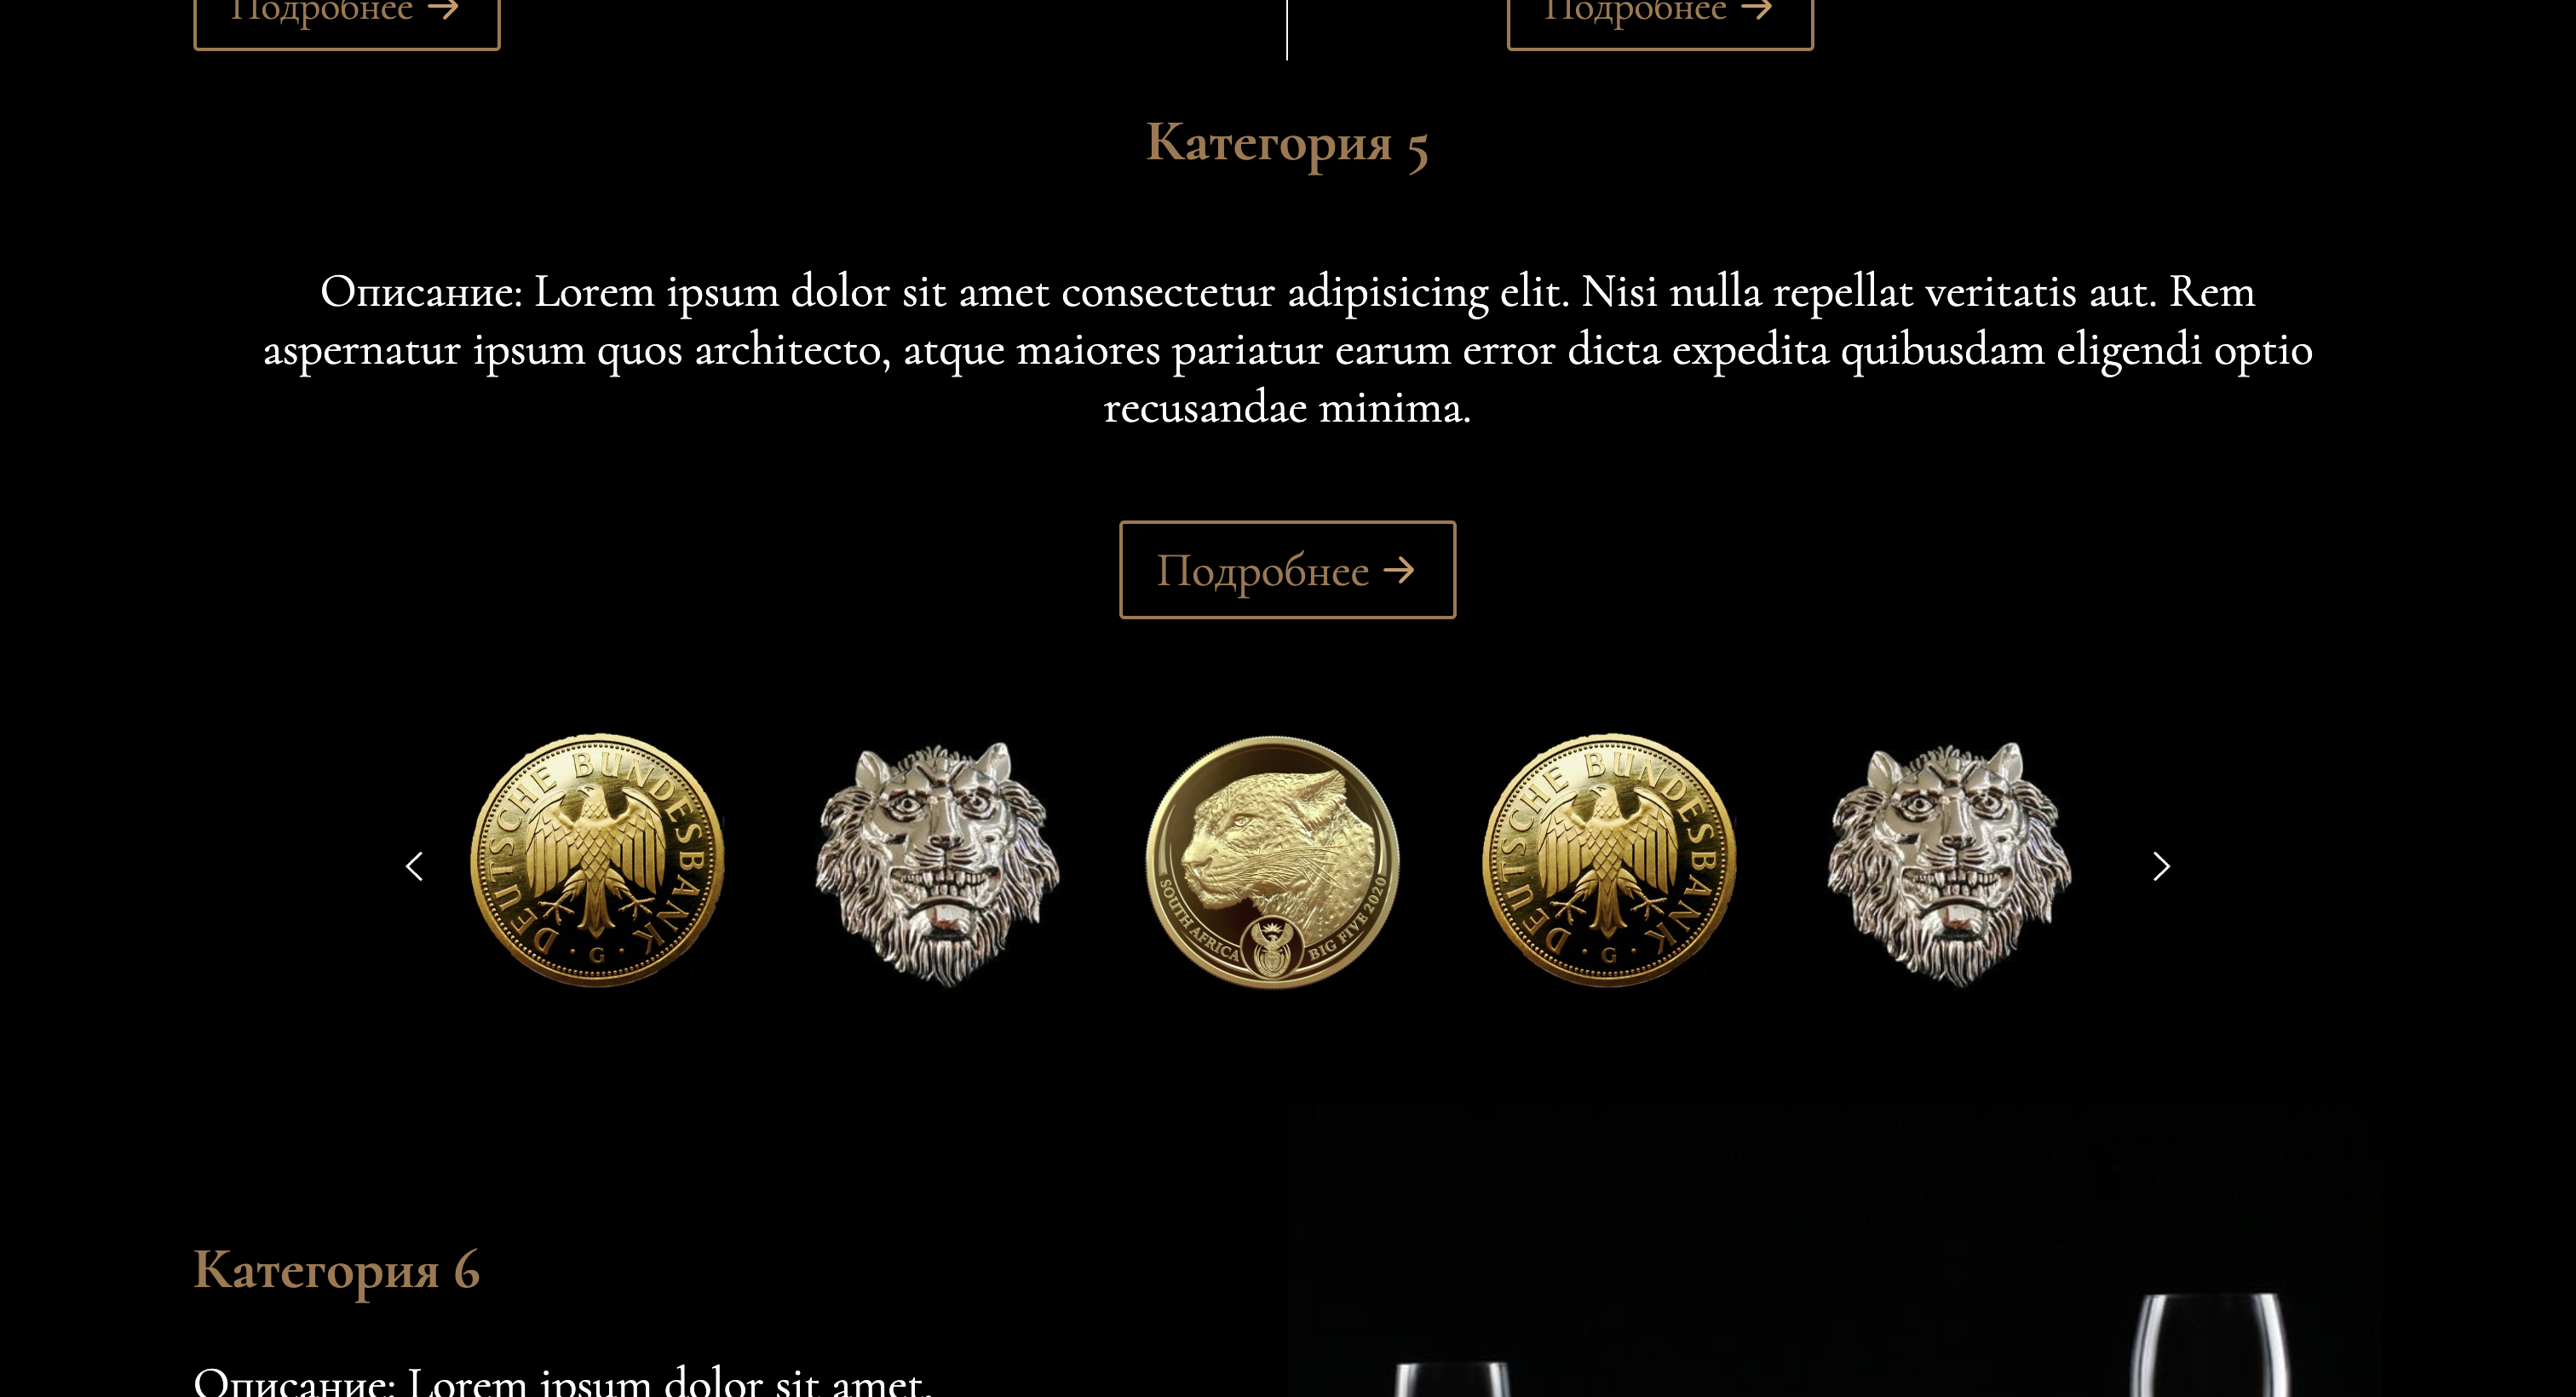 Подробнее →
Подробнее →
Категория 5
Описание: Lorem ipsum dolor sit amet consectetur adipisicing elit. Nisi nulla repellat veritatis aut. Rem
aspernatur ipsum quos architecto, atque maiores pariatur earum error dicta expedita quibusdam eligendi optio
recusandae minima.
Подробнее →
DEUTSCHE BUNDESBANK
· G ·
SOUTH AFRICA
BIG FIVE 2020
DEUTSCHE BUNDESBANK
· G ·
Категория 6
Описание: Lorem ipsum dolor sit amet,